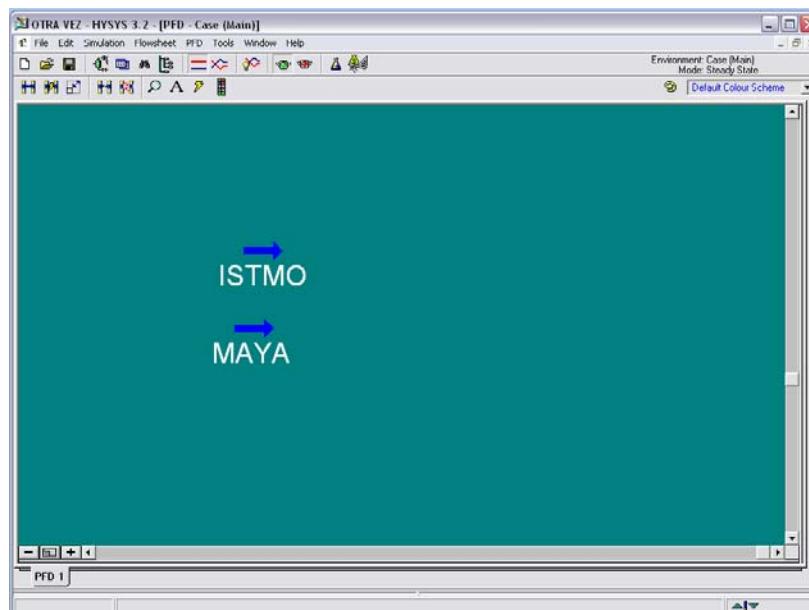 OTRA VEZ - HYSYS 3.2 - [PFD - Case (Main)]
File Edit Simulation Flowsheet PFD Tools Window Help
Environment: Case (Main)
Mode: Steady State
A
Default Colour Scheme
ISTMO
MAYA
PFD 1